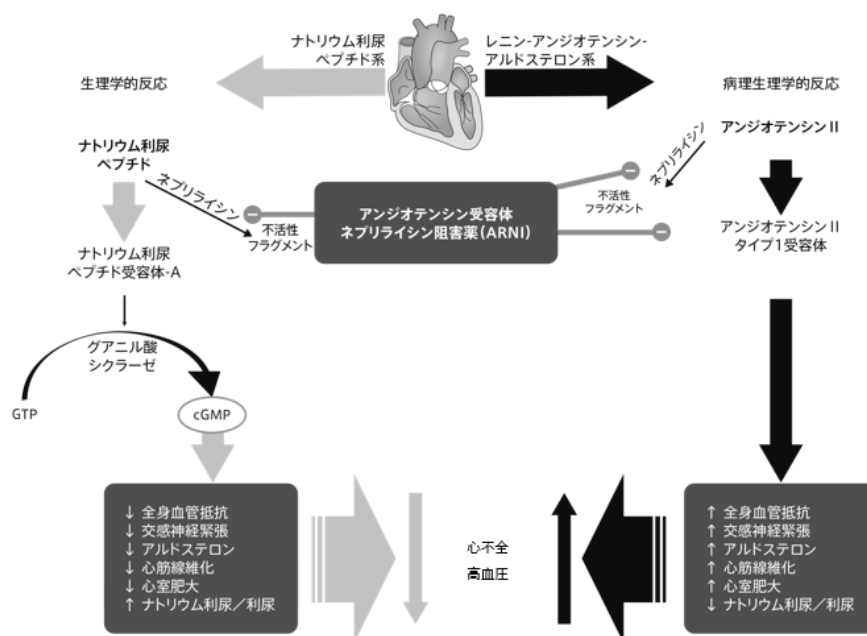 ナトリウム利尿
ペプチド系
レニン-アンジオテンシン-
アルドステロン系
生理学的反応
病理生理学的反応
ナトリウム利尿
ペプチド
ネプリライシン
アンジオテンシンⅡ
ネプリライシン
不活性
フラグメント
アンジオテンシン受容体
ネプリライシン阻害薬(ARNI)
不活性
フラグメント
アンジオテンシンⅡ
タイプ1受容体
ナトリウム利尿
ペプチド受容体-A
グアニル酸
シクラーゼ
GTP
cGMP
↓ 全身血管抵抗
↓ 交感神経緊張
↓ アルドステロン
↓ 心筋線維化
↓ 心室肥大
↑ ナトリウム利尿／利尿
心不全
高血圧
↑ 全身血管抵抗
↑ 交感神経緊張
↑ アルドステロン
↑ 心筋線維化
↑ 心室肥大
↓ ナトリウム利尿／利尿